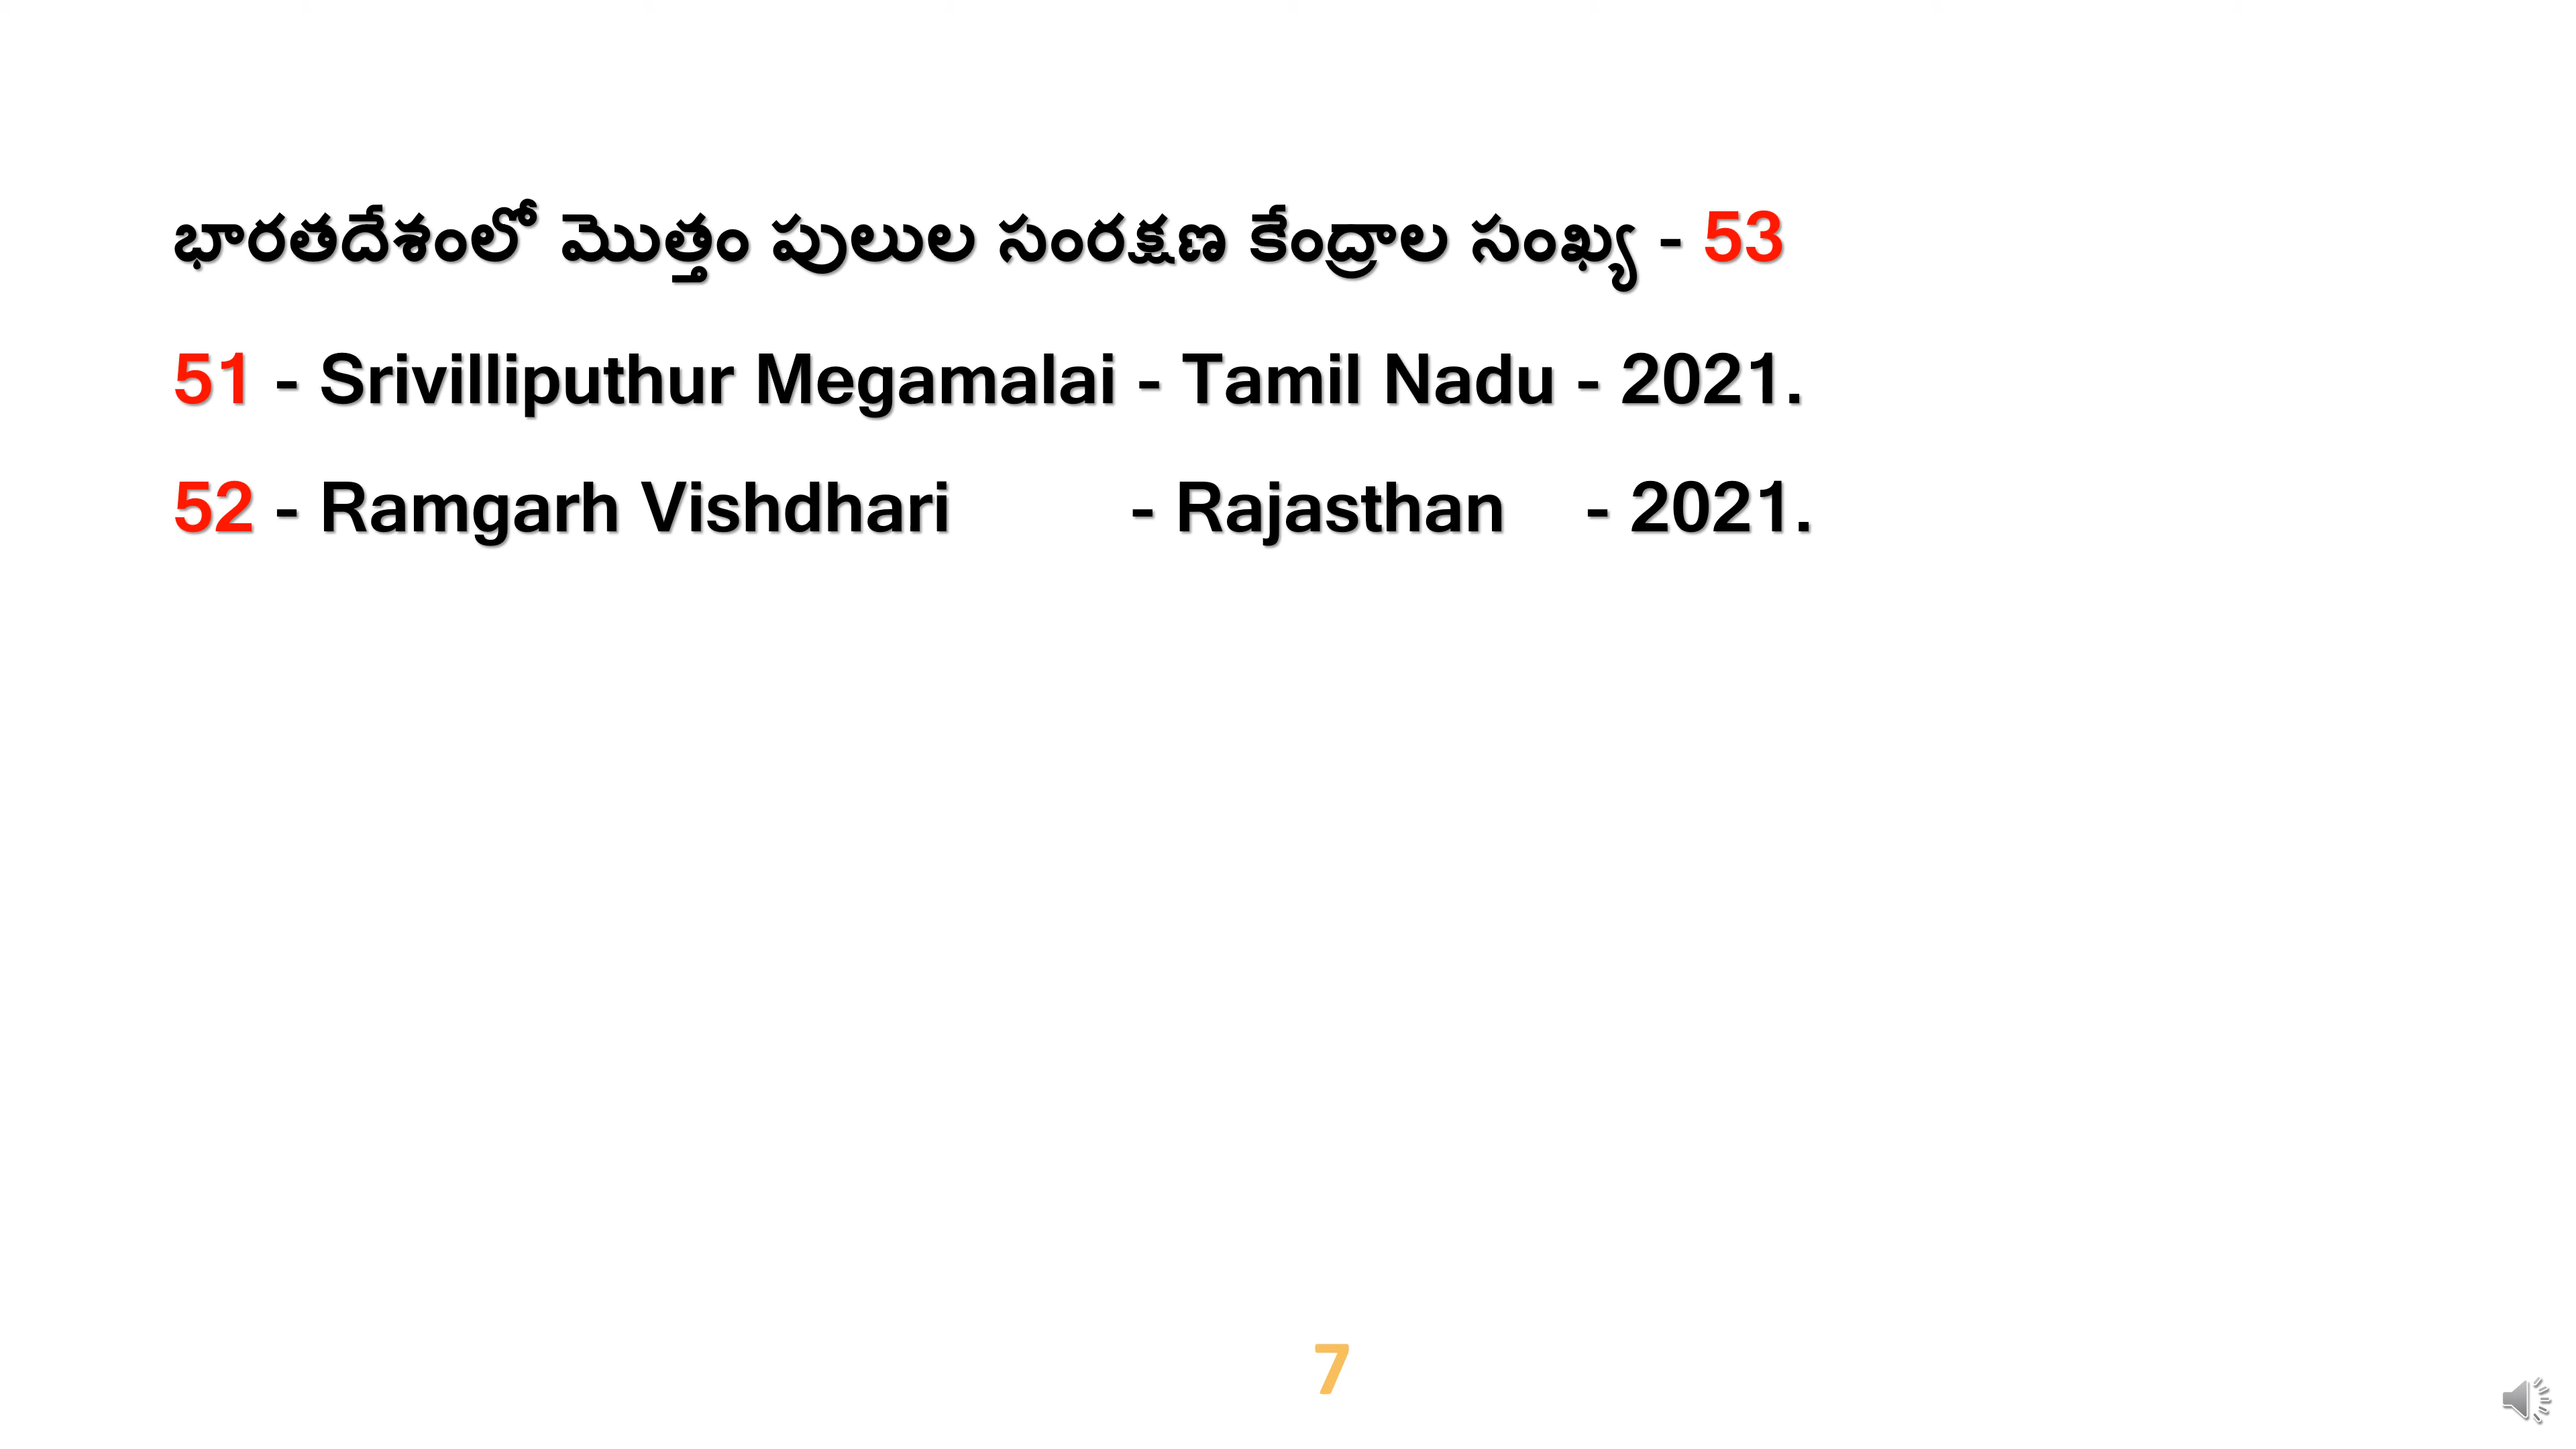 భారతదేశంలో మొత్తం పులుల సంరక్షణ కేంద్రాల సంఖ్య - 53
51 - Srivilliputhur Megamalai - Tamil Nadu - 2021.
52 - Ramgarh Vishdhari - Rajasthan - 2021.
7